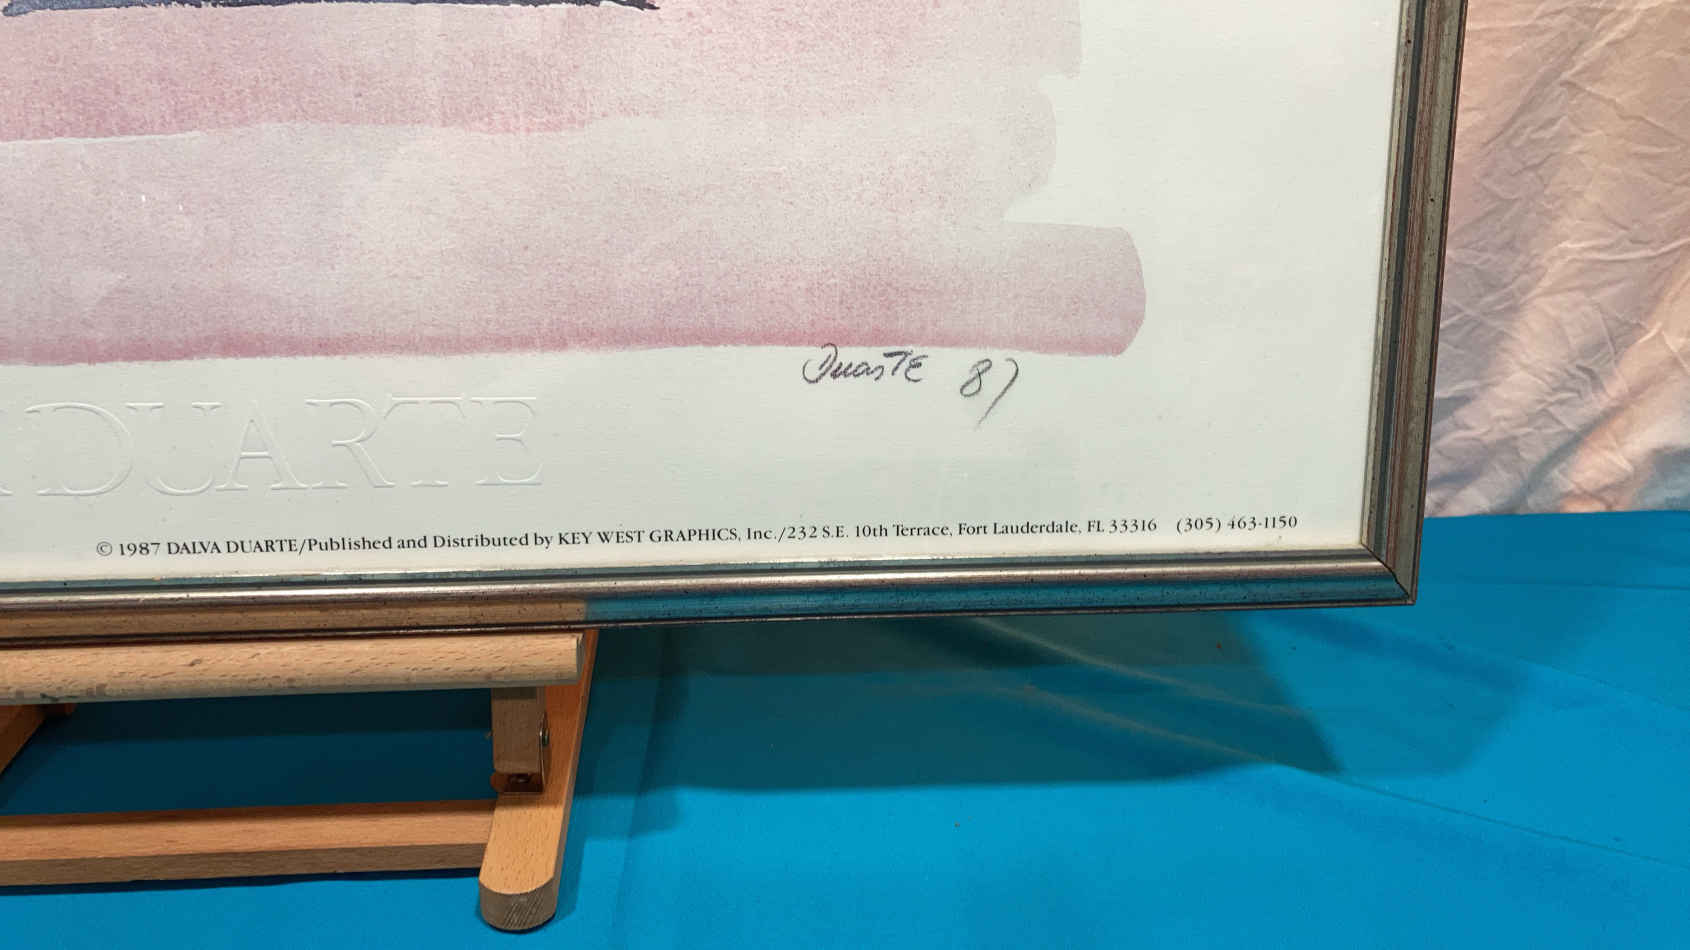 Duarte 87
DUARTE
© 1987 DALVA DUARTE/Published and Distributed by KEY WEST GRAPHICS, Inc./232 S.E. 10th Terrace, Fort Lauderdale, FL 33316 (305) 463-1150